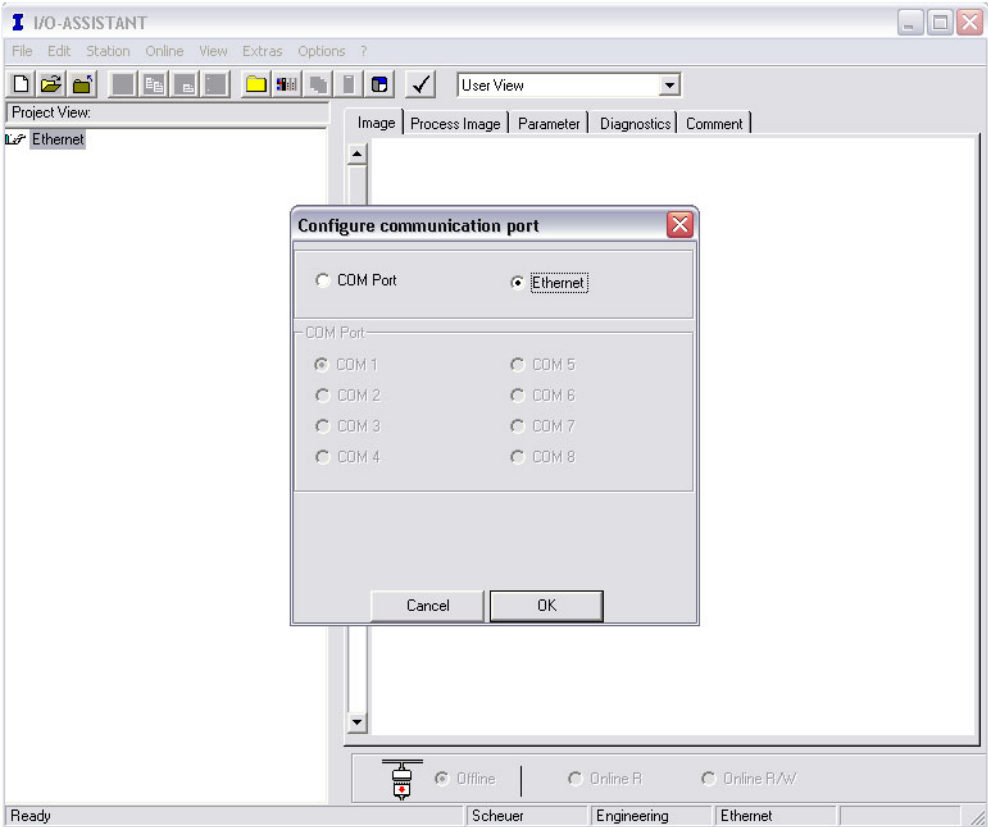 I/O-ASSISTANT
File Edit Station Online View Extras Options ?
User View
Project View:
Ethernet
Image Process Image Parameter Diagnostics Comment
Configure communication port
COM Port Ethernet
COM Port
COM 1 COM 5
COM 2 COM 6
COM 3 COM 7
COM 4 COM 8
Cancel OK
Offline Online R Online R/W
Ready Scheuer Engineering Ethernet